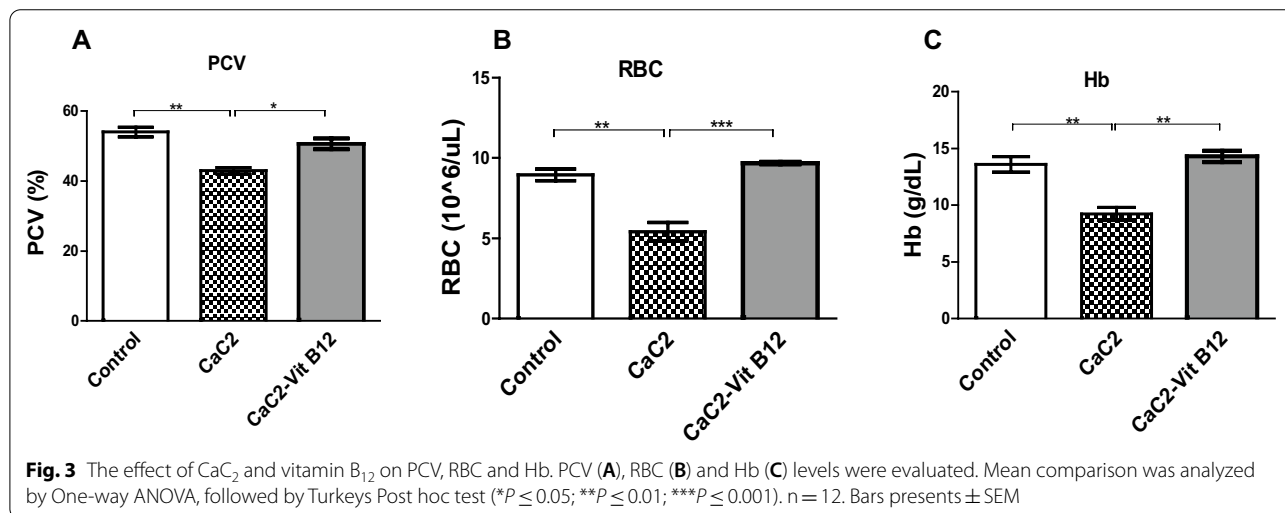 A
PCV
PCV (%)
60
40
20
0
**
*
Control
CaC2
CaC2-Vit B12
B
RBC
RBC (10^6/uL)
15
10
5
0
**
***
Control
CaC2
CaC2-Vit B12
C
Hb
Hb (g/dL)
20
15
10
5
0
**
**
Control
CaC2
CaC2-Vit B12
Fig. 3 The effect of CaC₂ and vitamin B₁₂ on PCV, RBC and Hb. PCV (A), RBC (B) and Hb (C) levels were evaluated. Mean comparison was analyzed
by One-way ANOVA, followed by Turkeys Post hoc test (*P ≤ 0.05; **P ≤ 0.01; ***P ≤ 0.001). n = 12. Bars presents ± SEM